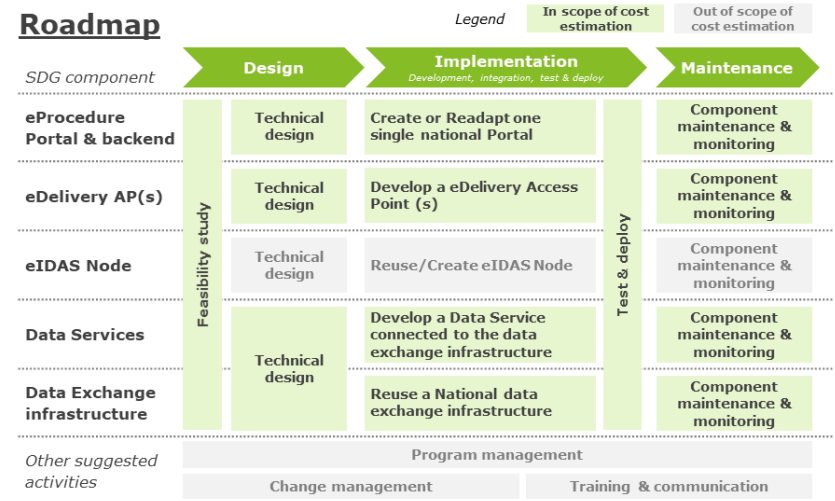 Roadmap
Legend
In scope of cost
estimation
Out of scope of
cost estimation
SDG component
Design
Implementation
Development, integration, test & deploy
Maintenance
eProcedure
Portal & backend
Feasibility study
Technical
design
Create or Readapt one
single national Portal
Test & deploy
Component
maintenance &
monitoring
eDelivery AP(s)
Technical
design
Develop a eDelivery Access
Point (s)
Component
maintenance &
monitoring
eIDAS Node
Technical
design
Reuse/Create eIDAS Node
Component
maintenance &
monitoring
Data Services
Technical
design
Develop a Data Service
connected to the data
exchange infrastructure
Component
maintenance &
monitoring
Data Exchange
infrastructure
Reuse a National data
exchange infrastructure
Component
maintenance &
monitoring
Other suggested
activities
Program management
Change management
Training & communication